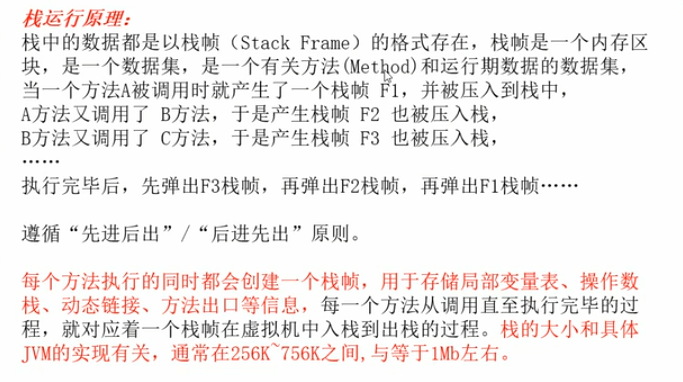 栈运行原理：
栈中的数据都是以栈帧（Stack Frame）的格式存在，栈帧是一个内存区
块，是一个数据集，是一个有关方法(Method)和运行期数据的数据集，
当一个方法A被调用时就产生了一个栈帧 F1，并被压入到栈中，
A方法又调用了 B方法，于是产生栈帧 F2 也被压入栈，
B方法又调用了 C方法，于是产生栈帧 F3 也被压入栈，
……
执行完毕后，先弹出F3栈帧，再弹出F2栈帧，再弹出F1栈帧……
遵循“先进后出”/“后进先出”原则。
每个方法执行的同时都会创建一个栈帧，用于存储局部变量表、操作数
栈、动态链接、方法出口等信息，每一个方法从调用直至执行完毕的过
程，就对应着一个栈帧在虚拟机中入栈到出栈的过程。栈的大小和具体
JVM的实现有关，通常在256K~756K之间,与等于1Mb左右。